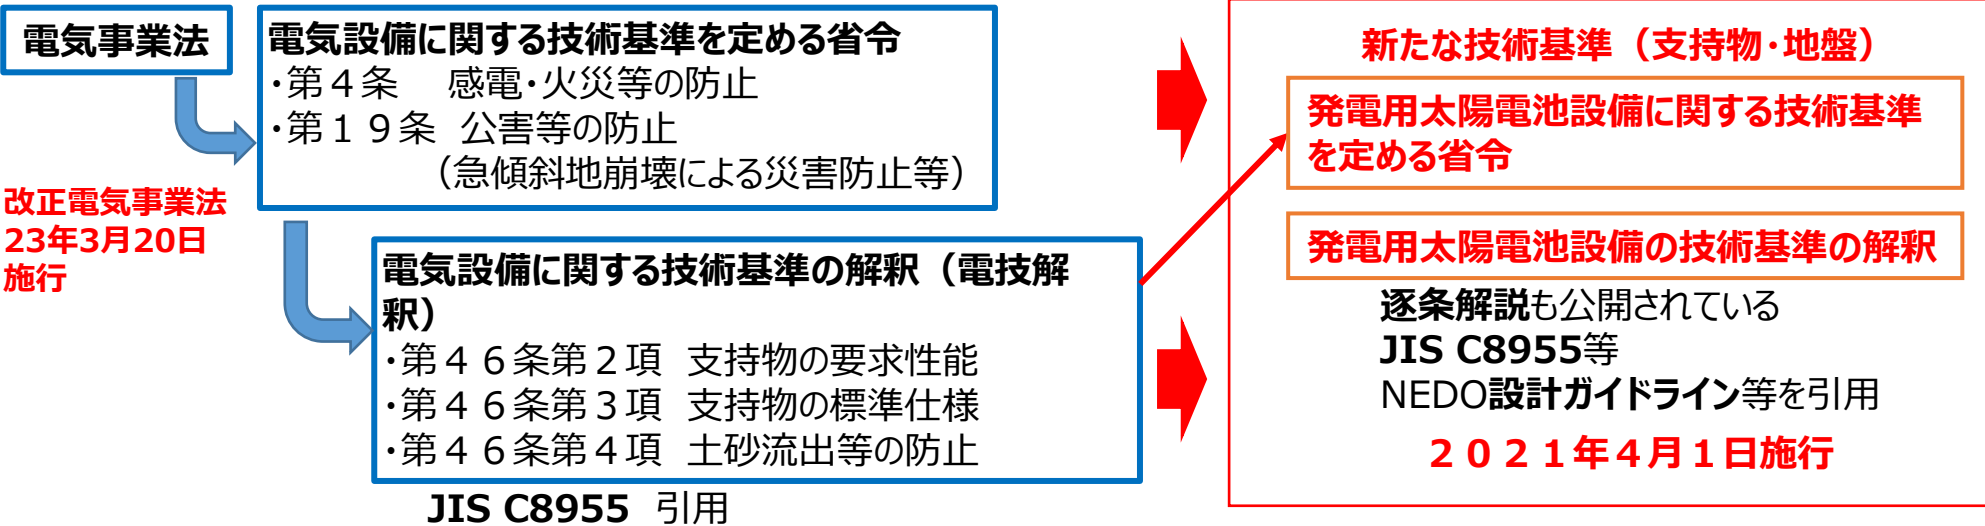 電気事業法
改正電気事業法
23年3月20日
施行
電気設備に関する技術基準を定める省令
・第４条　感電・火災等の防止
・第１９条 公害等の防止
（急傾斜地崩壊による災害防止等）
電気設備に関する技術基準の解釈（電技解
釈）
・第４６条第２項 支持物の要求性能
・第４６条第３項 支持物の標準仕様
・第４６条第４項 土砂流出等の防止
JIS C8955 引用
新たな技術基準（支持物・地盤）
発電用太陽電池設備に関する技術基準
を定める省令
発電用太陽電池設備の技術基準の解釈
逐条解説も公開されている
JIS C8955等
NEDO設計ガイドライン等を引用
２０２１年４月１日施行